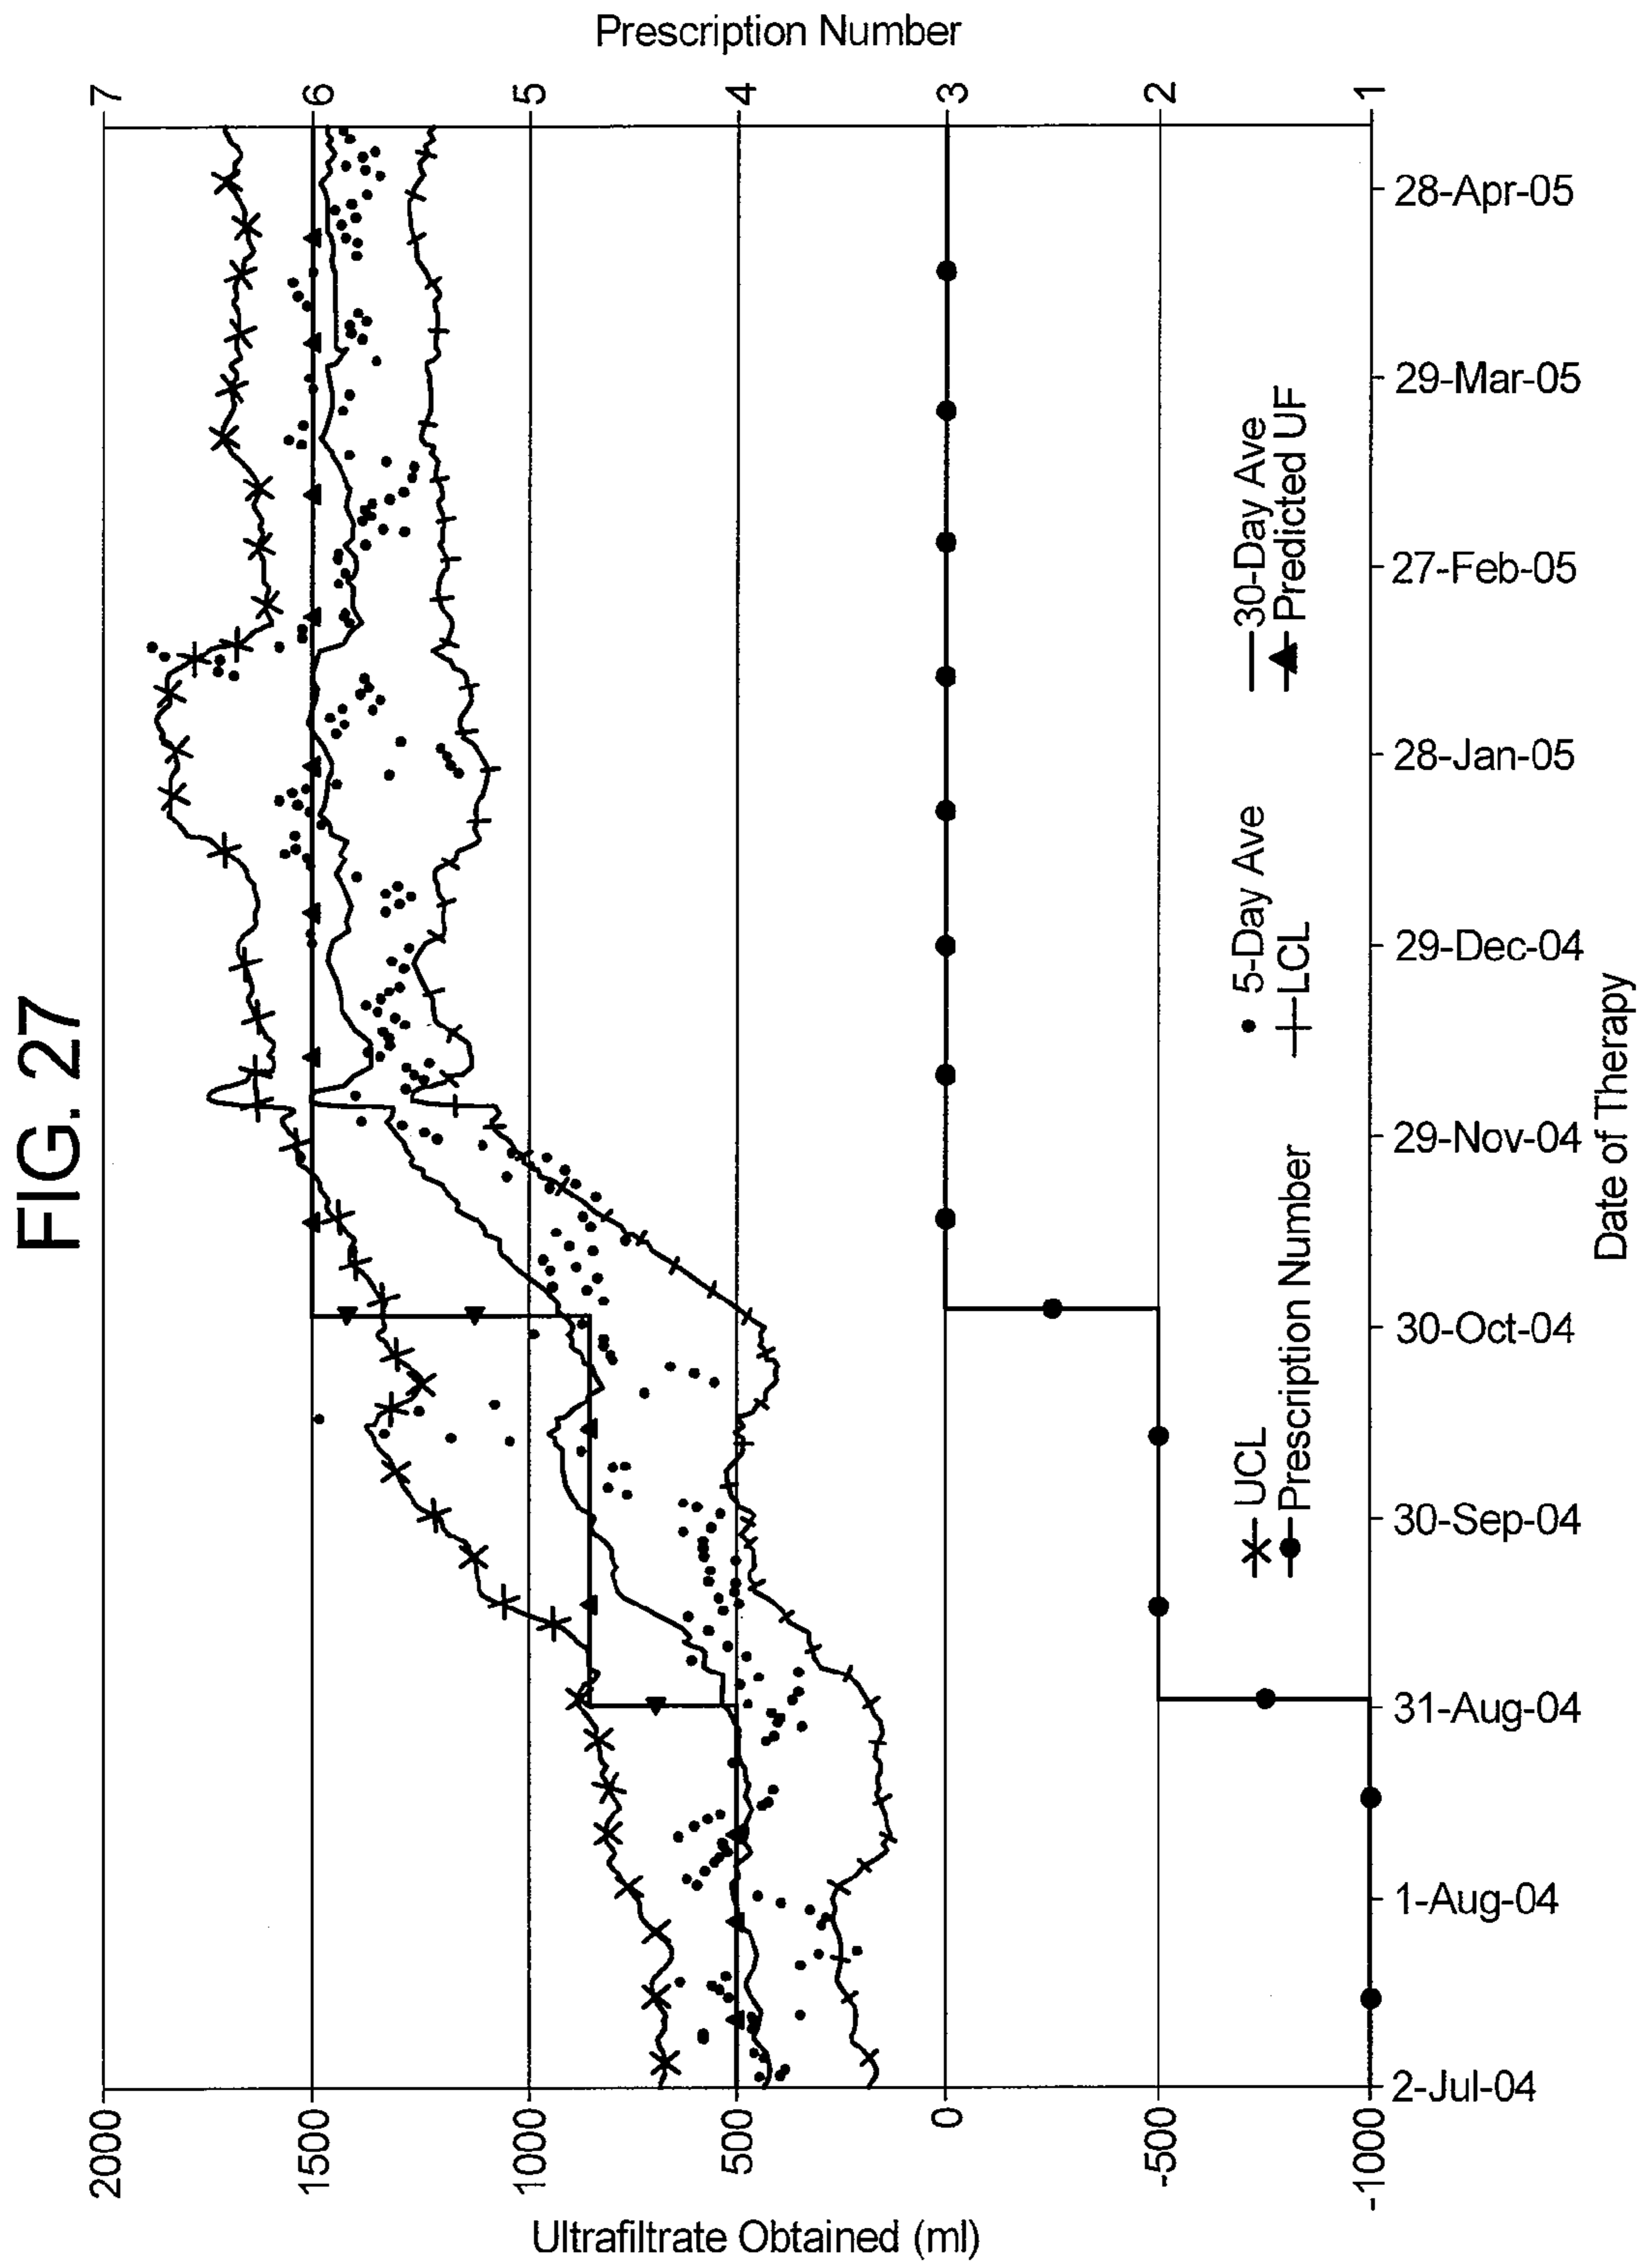 FIG. 27
Ultrafiltrate Obtained (ml)
2000
1500
1000
500
0
-500
-1000
Prescription Number
7
6
5
4
3
2
1
2-Jul-04
1-Aug-04
31-Aug-04
30-Sep-04
30-Oct-04
29-Nov-04
29-Dec-04
28-Jan-05
27-Feb-05
29-Mar-05
28-Apr-05
Date of Therapy
UCL
5-Day Ave
30-Day Ave
Prescription Number
LCL
Predicted UF